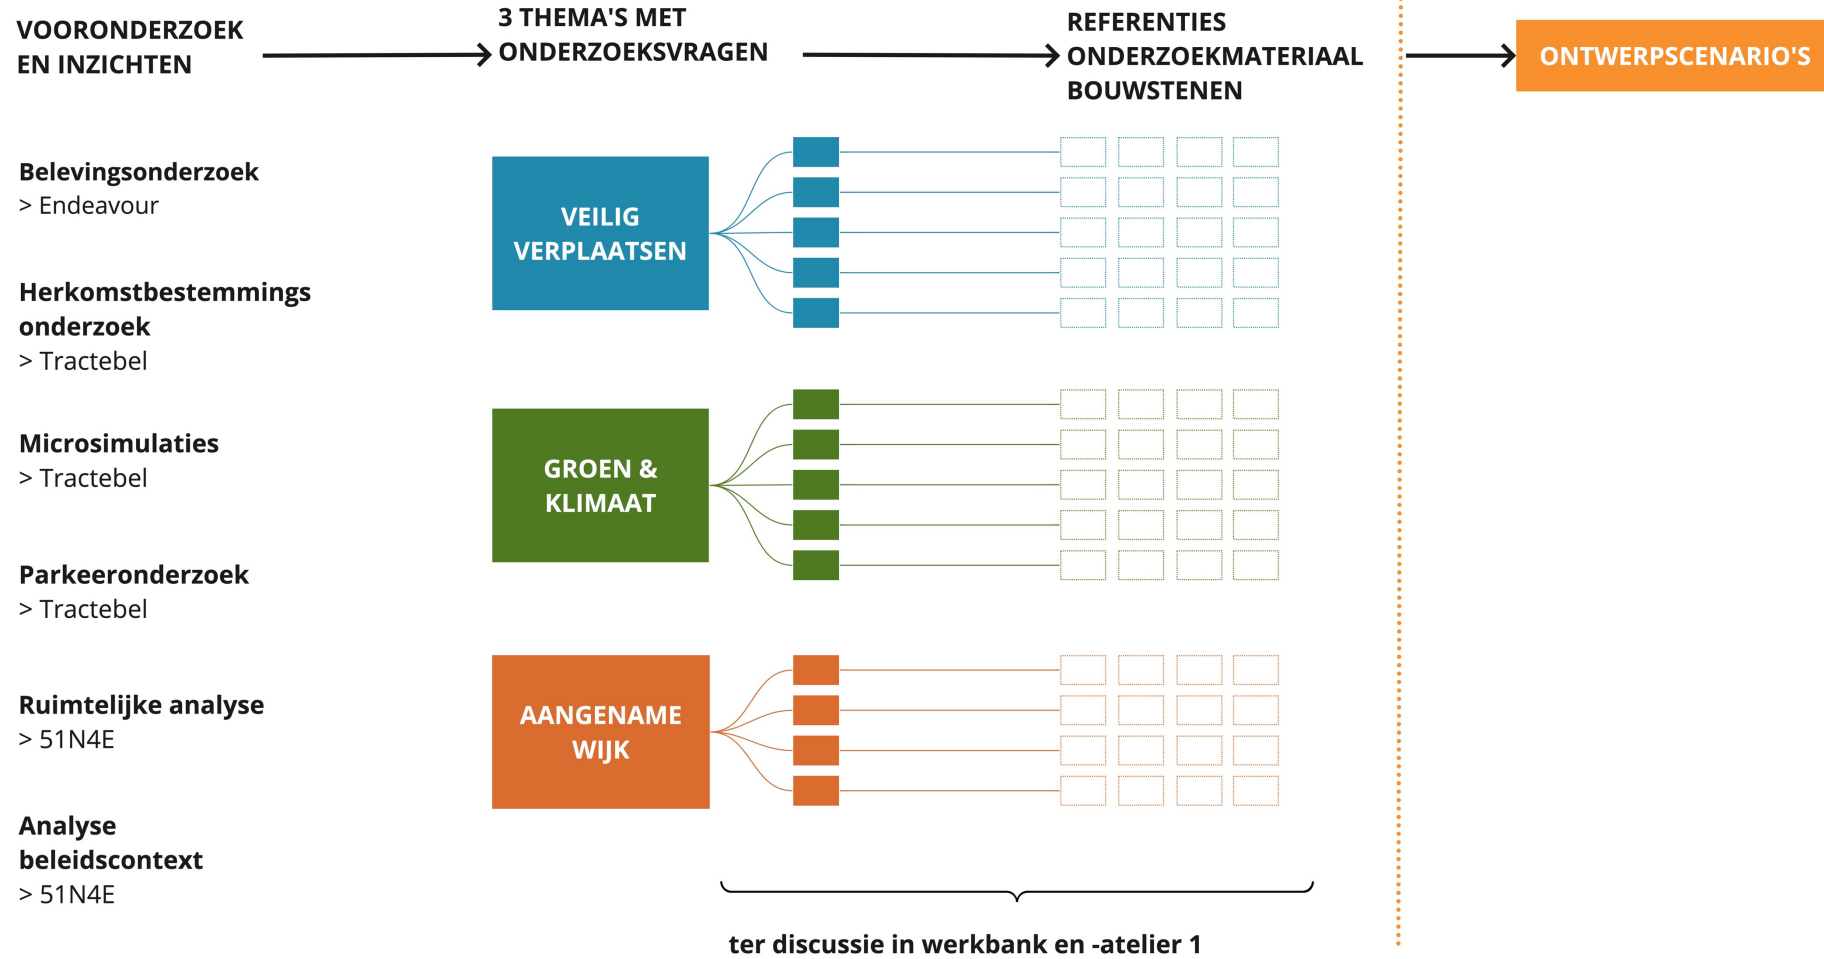 VOORONDERZOEK
EN INZICHTEN
3 THEMA'S MET
ONDERZOEKSVRAGEN
REFERENTIES
ONDERZOEKMATERIAAL
BOUWSTENEN
ONTWERPSCENARIO'S
Belevingsonderzoek
> Endeavour
Herkomstbestemmings
onderzoek
> Tractebel
Microsimulaties
> Tractebel
Parkeeronderzoek
> Tractebel
Ruimtelijke analyse
> 51N4E
Analyse
beleidscontext
> 51N4E
VEILIG
VERPLAATSEN
GROEN &
KLIMAAT
AANGENAME
WIJK
ter discussie in werkbank en -atelier 1